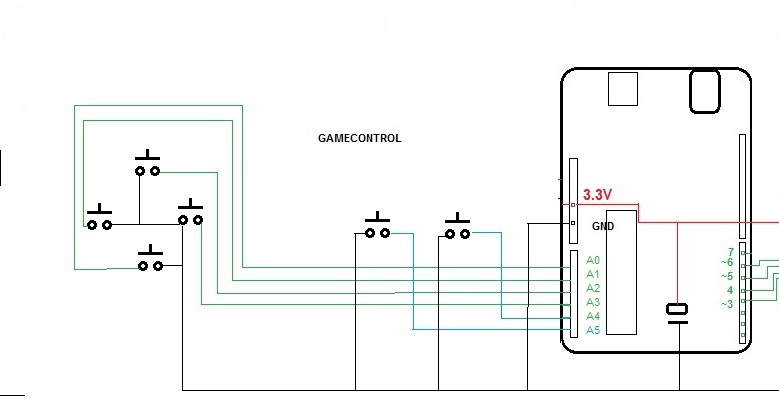 GAMECONTROL
3.3V
GND
A0
A1
A2
A3
A4
A5
7
~6
~5
4
~3